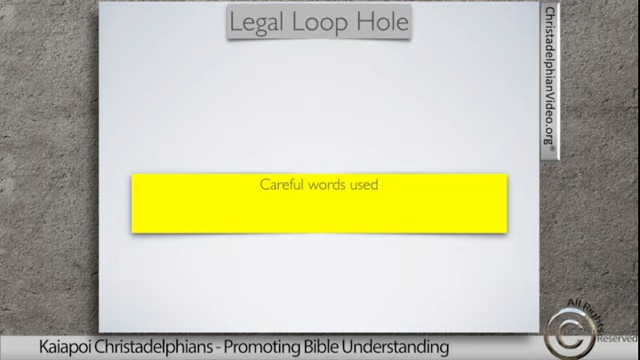 Legal Loop Hole
ChristadelphianVideo.org®
Careful words used
All Rights
Reserved
Kaiapoi Christadelphians - Promoting Bible Understanding